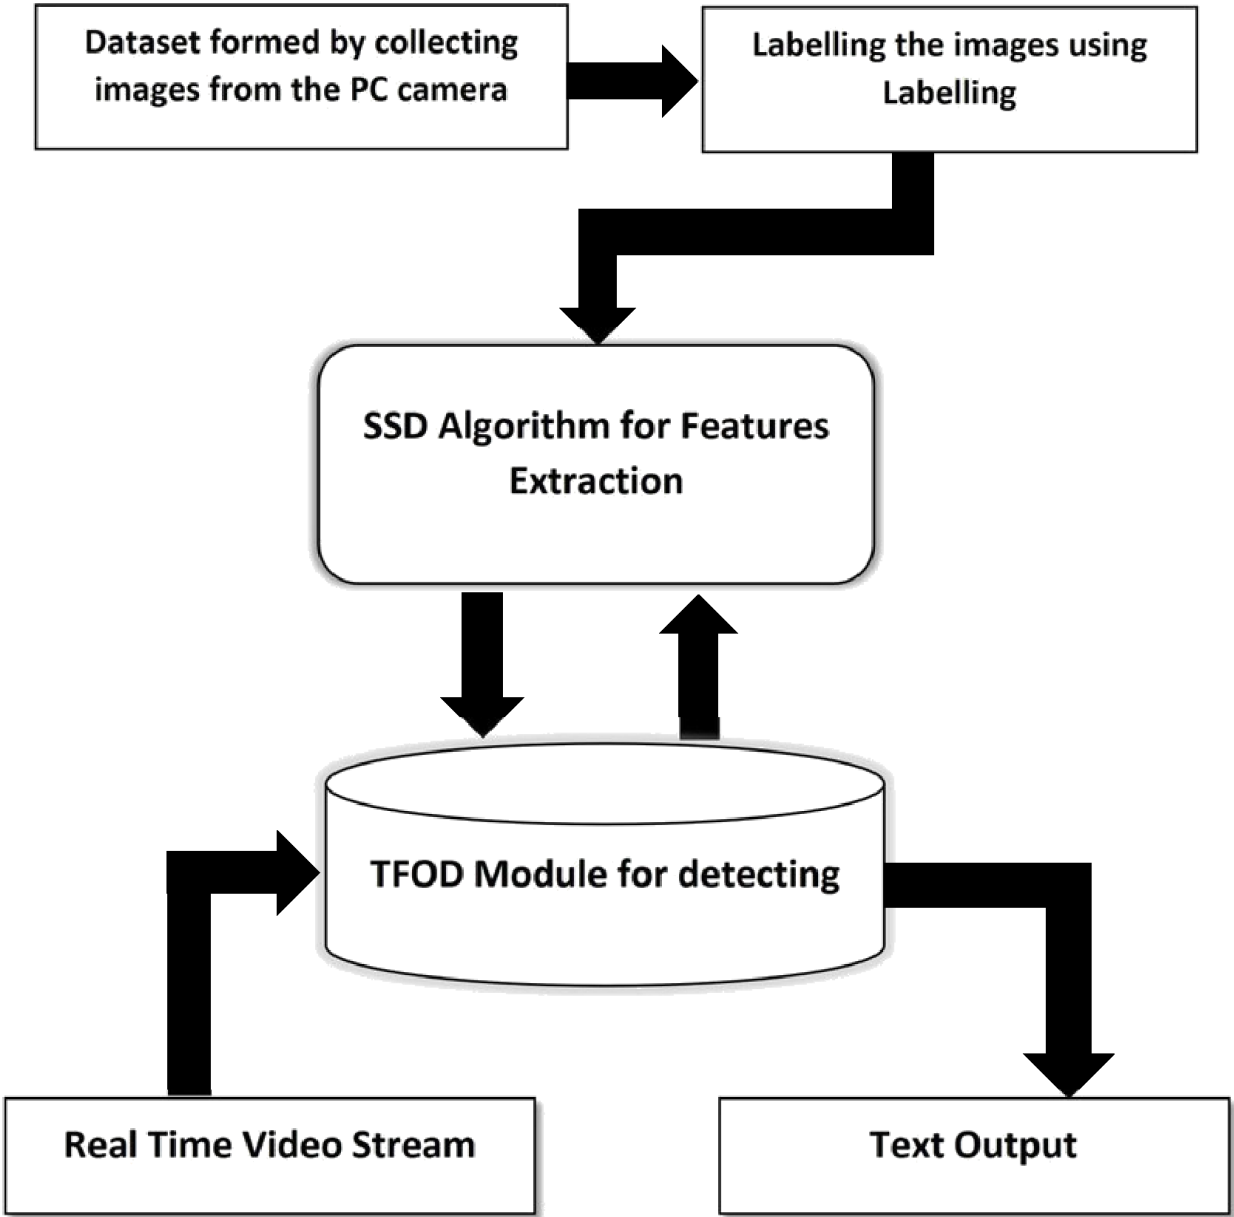 Dataset formed by collecting
images from the PC camera
Labelling the images using
Labelling
SSD Algorithm for Features
Extraction
TFOD Module for detecting
Real Time Video Stream
Text Output